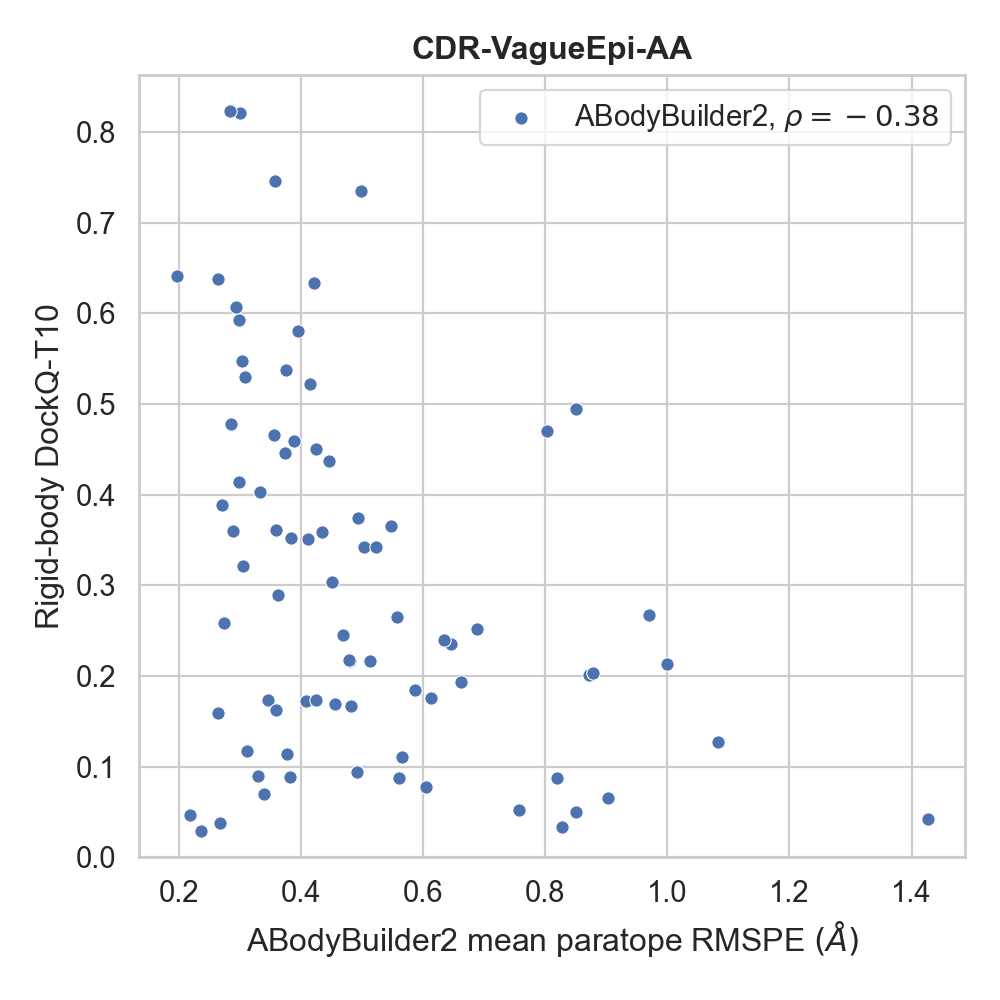 CDR-VagueEpi-AA
ABodyBuilder2, ρ = − 0.38
Rigid-body DockQ-T10
0.8
0.7
0.6
0.5
0.4
0.3
0.2
0.1
0.0
0.2 0.4 0.6 0.8 1.0 1.2 1.4
ABodyBuilder2 mean paratope RMSPE (Å)